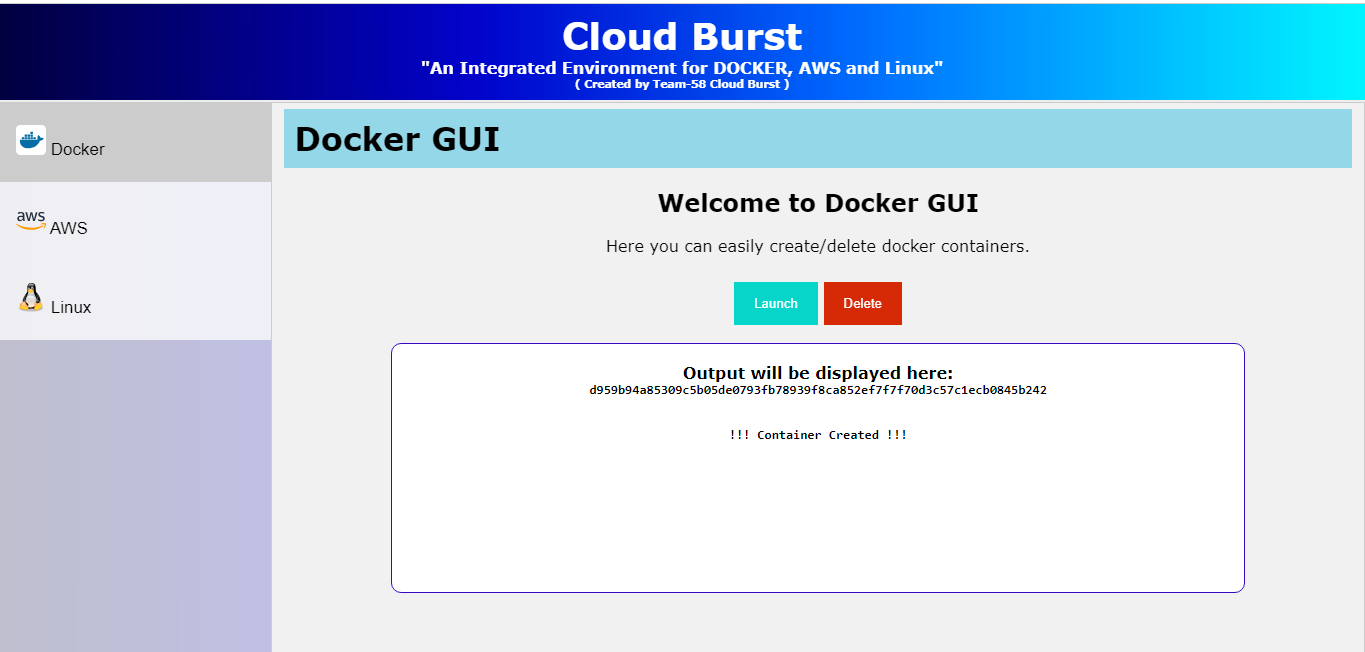 Cloud Burst
"An Integrated Environment for DOCKER, AWS and Linux"
( Created by Team-58 Cloud Burst )
Docker
aws
AWS
Linux
Docker GUI
Welcome to Docker GUI
Here you can easily create/delete docker containers.
Launch Delete
Output will be displayed here:
d959b94a85309c5b05de0793fb78939f8ca852ef7f7f70d3c57c1ecb0845b242
!!! Container Created !!!